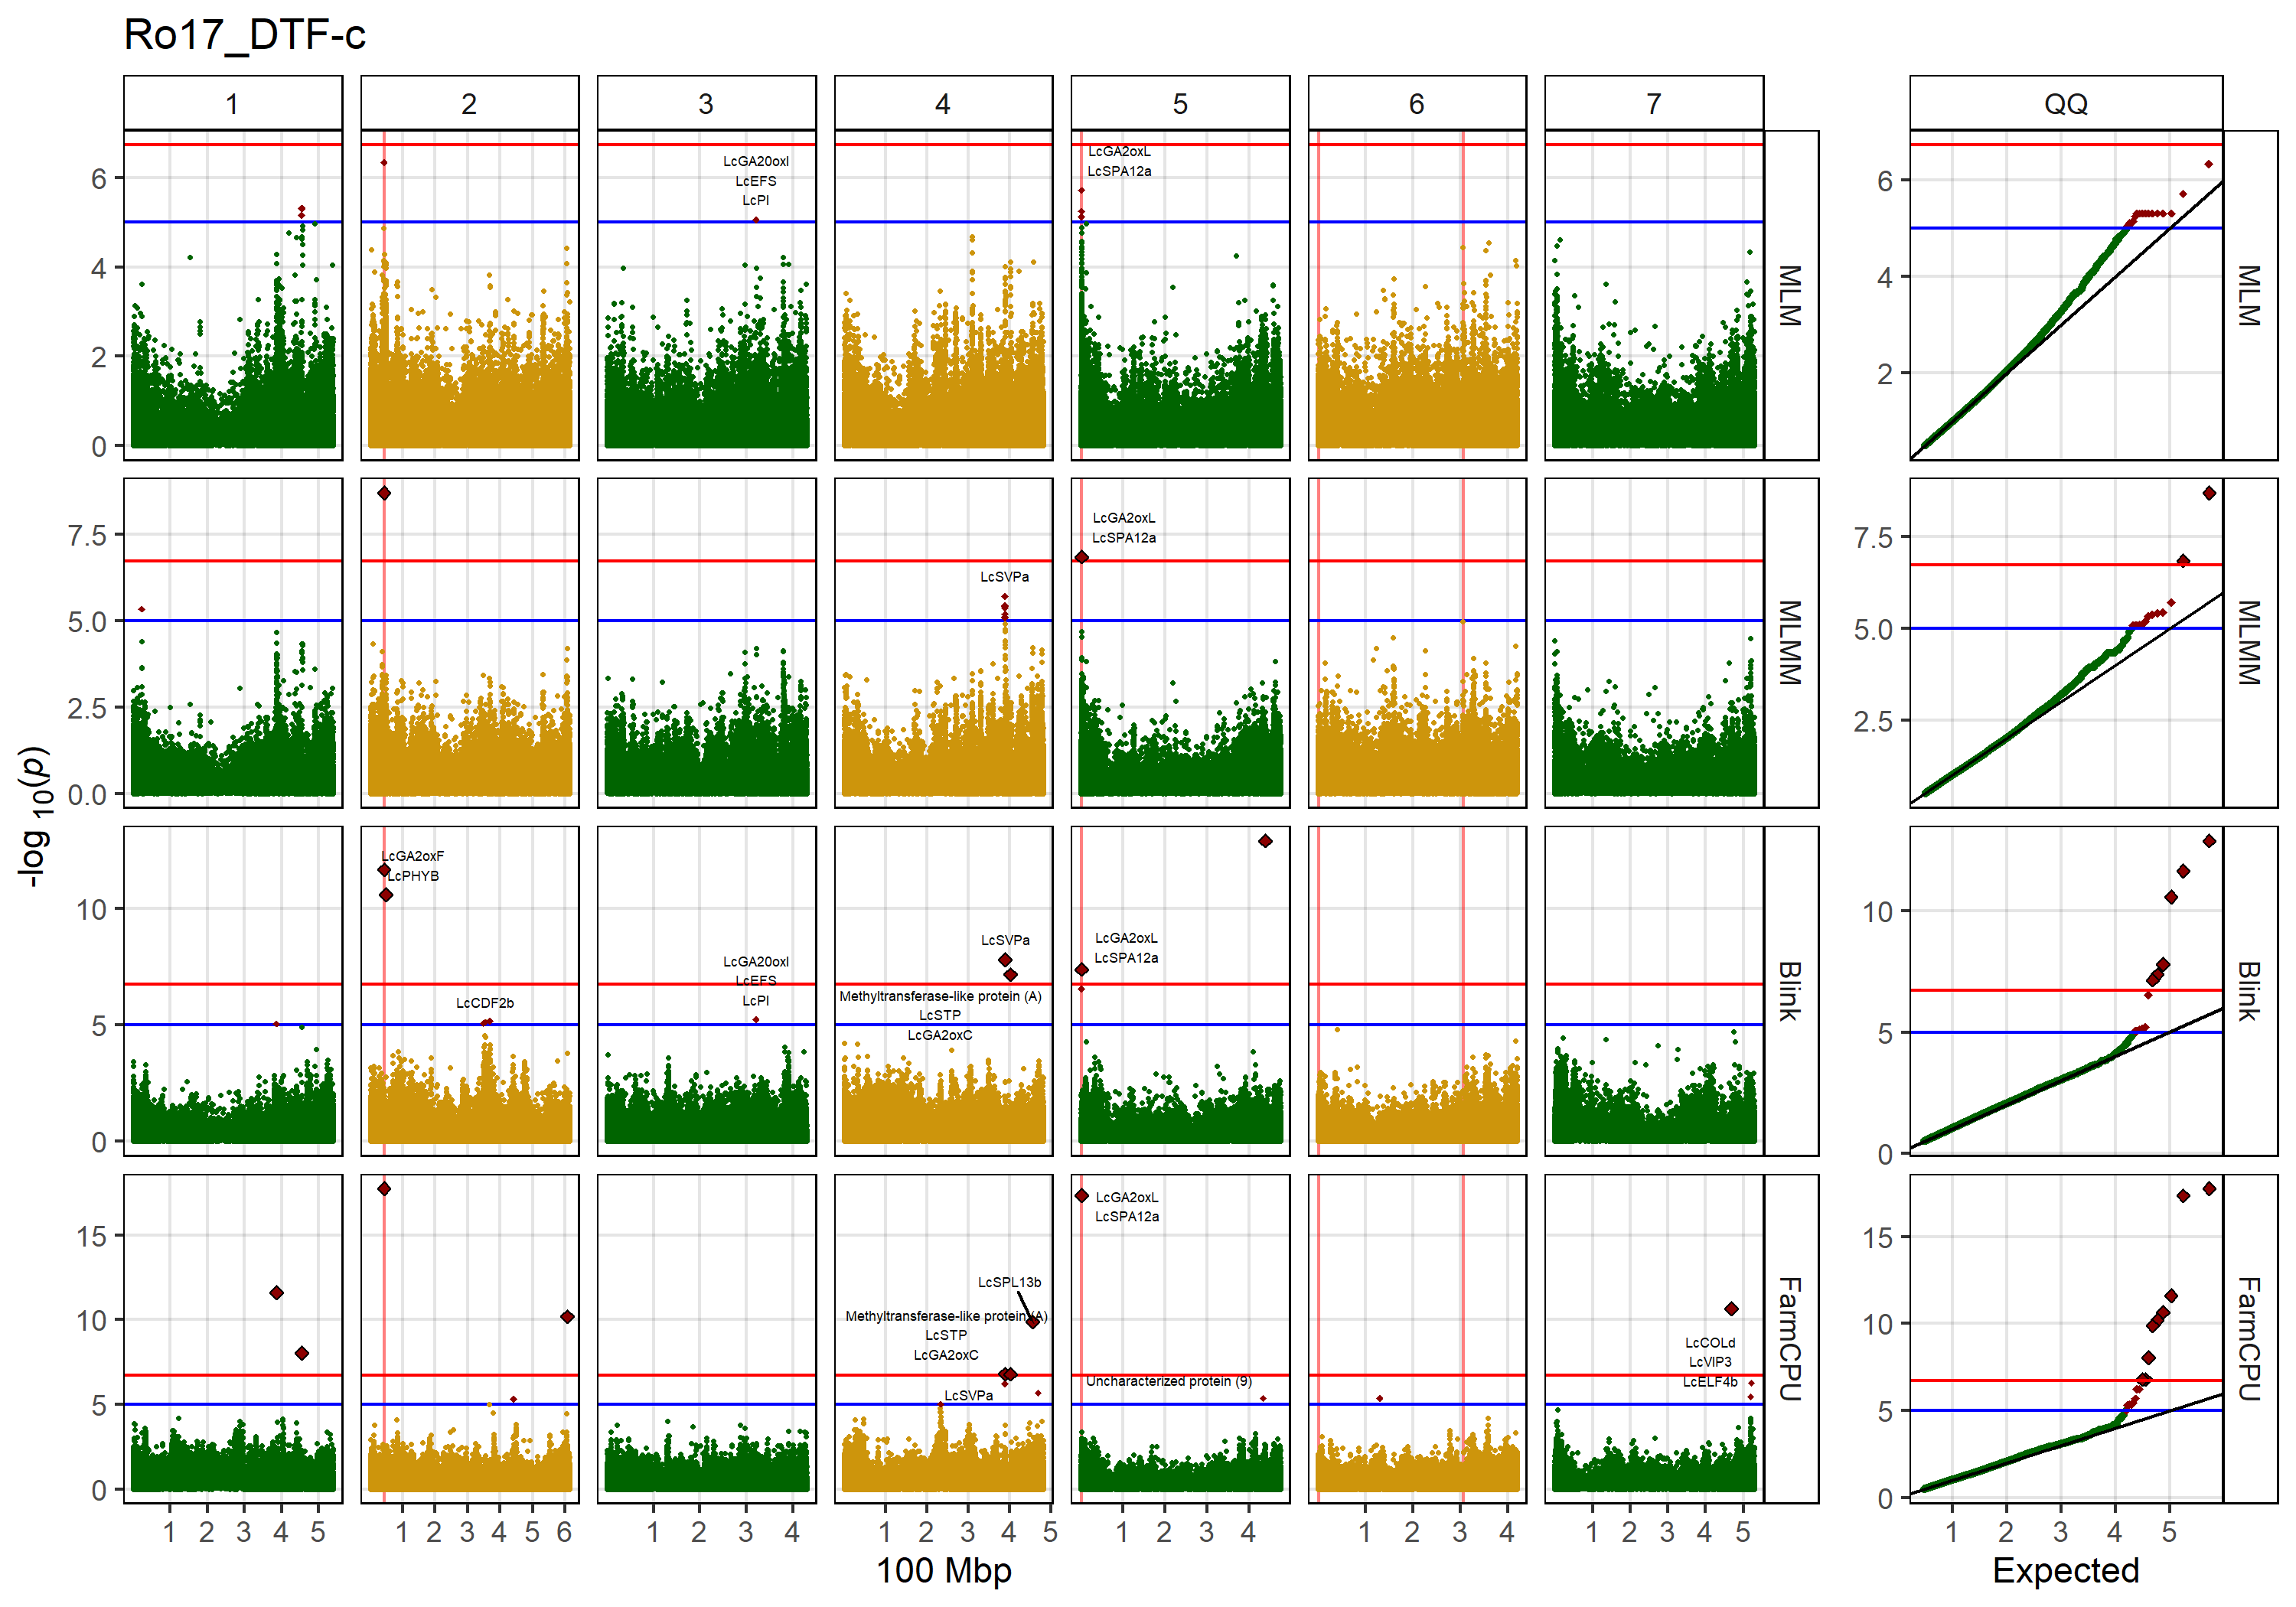 Ro17_DTF-c
1 2 3 4 5 6 7 QQ
-log 10(p)
6
4
2
0
LcGA20oxI
LcEFS
LcPI
LcGA2oxL
LcSPA12a
MLM
6
4
2
MLM
7.5
5.0
2.5
0.0
LcSVPa
LcGA2oxL
LcSPA12a
MLMM
7.5
5.0
2.5
MLMM
10
5
0
LcGA2oxF
LcPHYB
LcCDF2b
LcGA20oxI
LcEFS
LcPI
LcSVPa
Methyltransferase-like protein (A)
LcSTP
LcGA2oxC
LcGA2oxL
LcSPA12a
Blink
10
5
0
Blink
15
10
5
0
LcSPL13b
Methyltransferase-like protein (A)
LcSTP
LcGA2oxC
LcSVPa
LcGA2oxL
LcSPA12a
Uncharacterized protein (9)
LcCOLd
LcVIP3
LcELF4b
FarmCPU
15
10
5
0
FarmCPU
1 2 3 4 5 1 2 3 4 5 6 1 2 3 4 1 2 3 4 5 1 2 3 4 1 2 3 4 1 2 3 4 5 1 2 3 4 5
100 Mbp
Expected